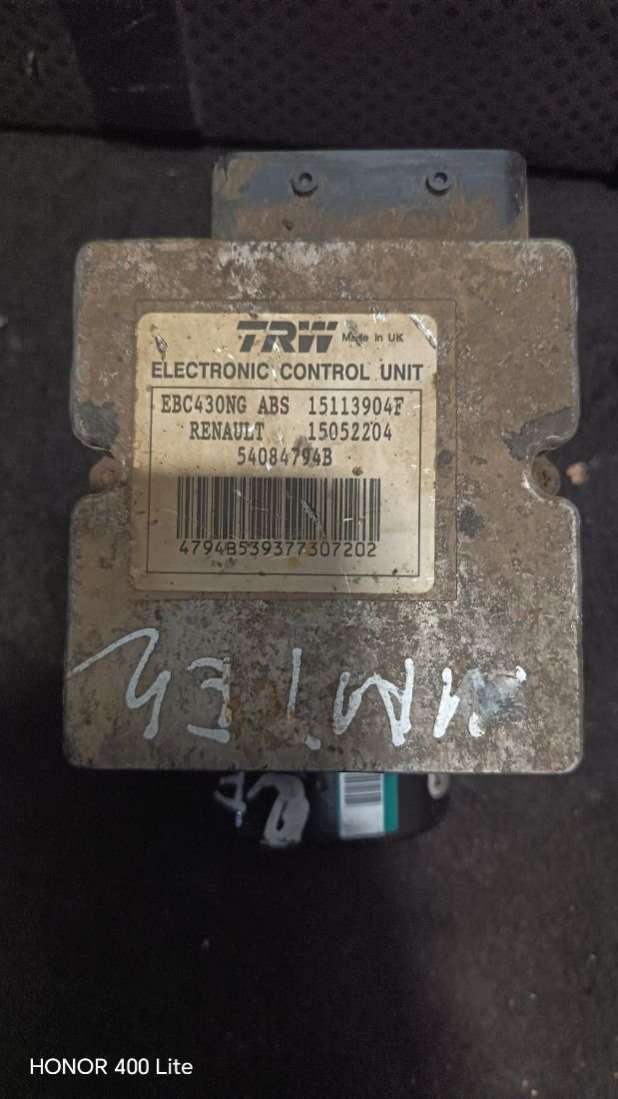 TRW Made in UK
ELECTRONIC CONTROL UNIT
EBC430NG ABS 15113904F
RENAULT 15052204
54084794B
4794B539377307202
HONOR 400 Lite